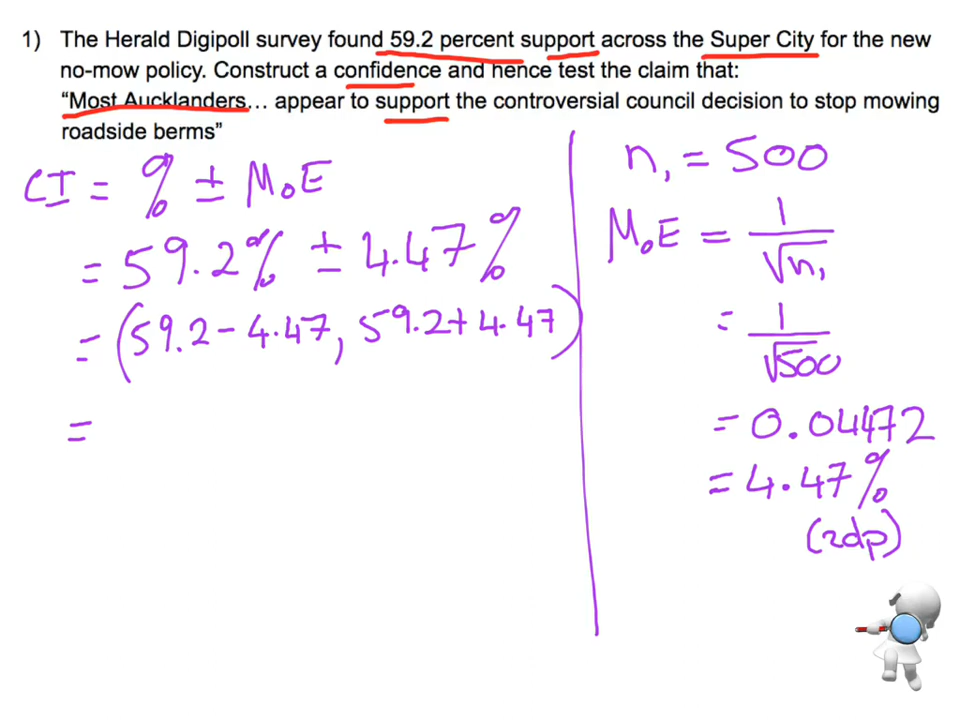 1) The Herald Digipoll survey found 59.2 percent support across the Super City for the new
no-mow policy. Construct a confidence and hence test the claim that:
“Most Aucklanders… appear to support the controversial council decision to stop mowing
roadside berms”
CI = % ± MoE
= 59.2% ± 4.47%
= (59.2 - 4.47, 59.2 + 4.47)
=
n₁ = 500
MoE = 1/√n₁
= 1/√500
= 0.04472
= 4.47%
(2dp)